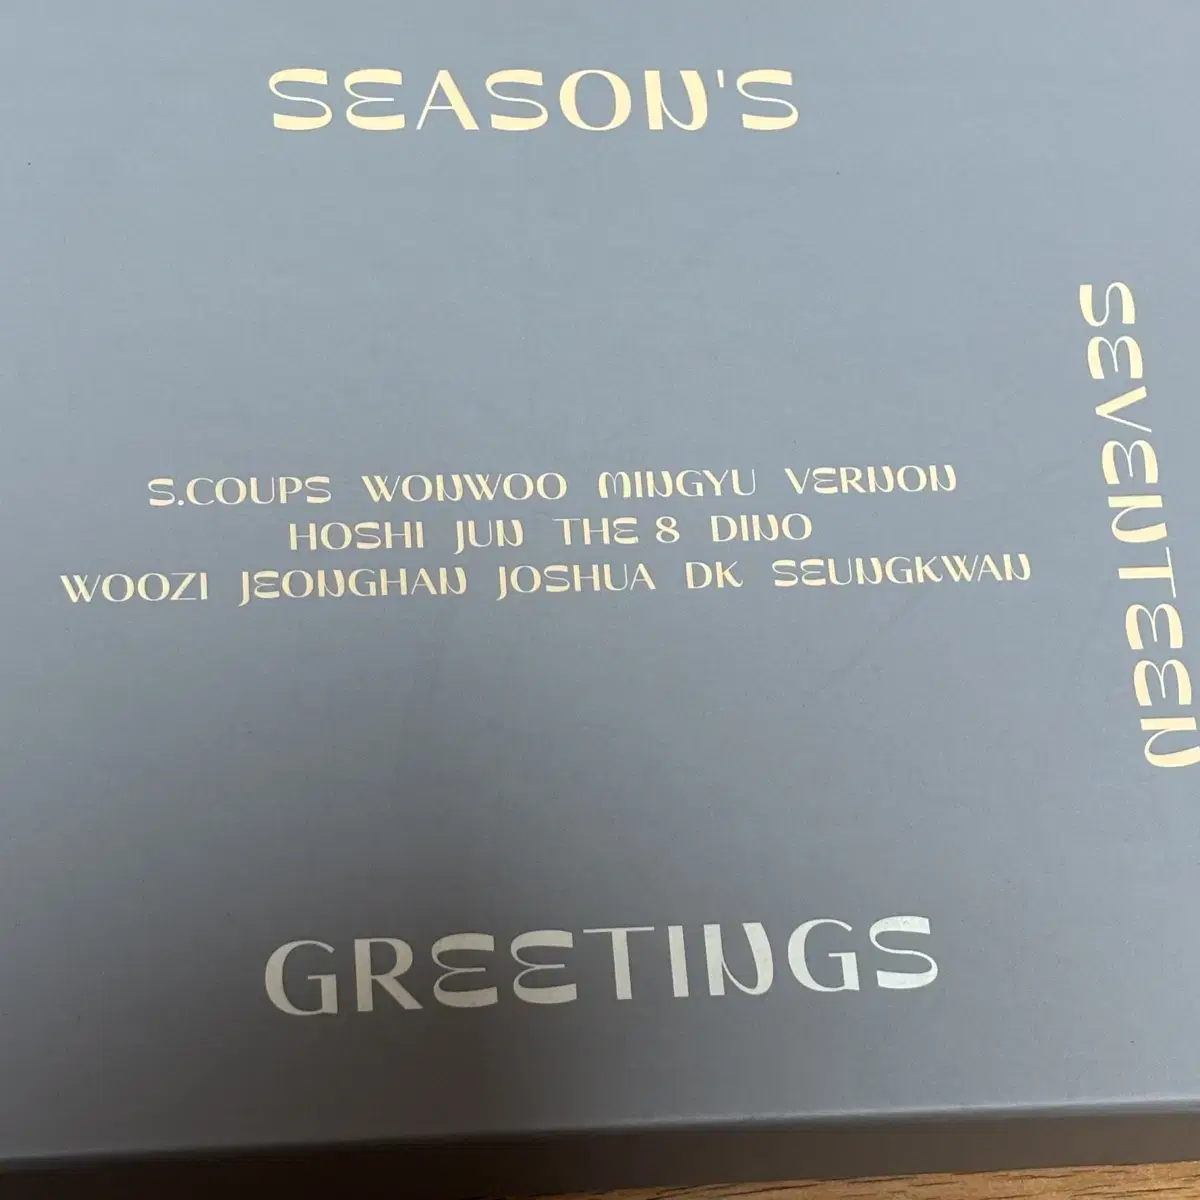 SEASON'S
SEVENTEEN
S.COUPS WONWOO MINGYU VERNON
HOSHI JUN THE 8 DINO
WOOZI JEONGHAN JOSHUA DK SEUNGKWAN
GREETINGS